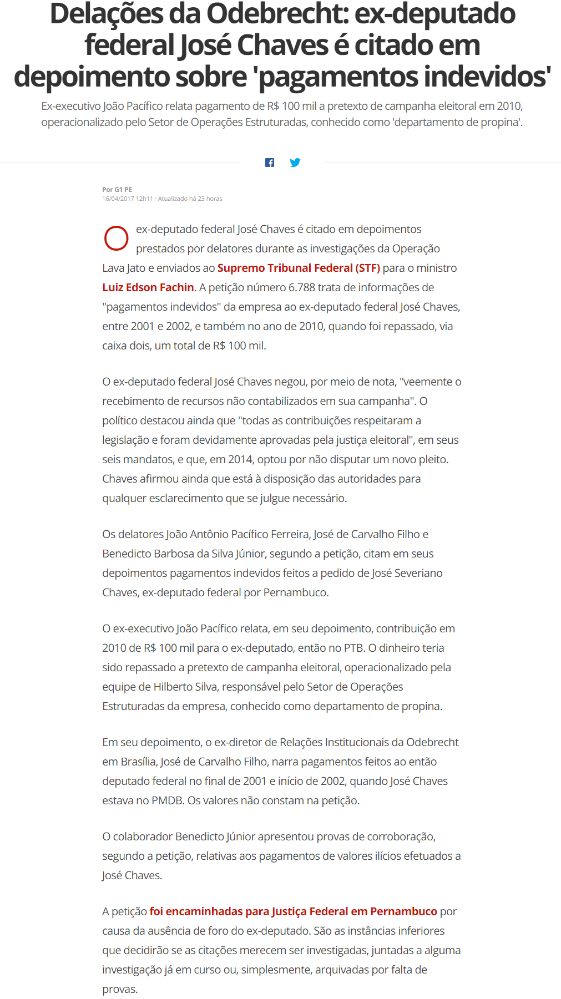 Delações da Odebrecht: ex-deputado
federal José Chaves é citado em
depoimento sobre 'pagamentos indevidos'
Ex-executivo João Pacífico relata pagamento de R$ 100 mil a pretexto de campanha eleitoral em 2010,
operacionalizado pelo Setor de Operações Estruturadas, conhecido como 'departamento de propina'.
Por G1 PE
16/04/2017 12h11 · Atualizado há 23 horas
O ex-deputado federal José Chaves é citado em depoimentos
prestados por delatores durante as investigações da Operação
Lava Jato e enviados ao Supremo Tribunal Federal (STF) para o ministro
Luiz Edson Fachin. A petição número 6.788 trata de informações de
"pagamentos indevidos" da empresa ao ex-deputado federal José Chaves,
entre 2001 e 2002, e também no ano de 2010, quando foi repassado, via
caixa dois, um total de R$ 100 mil.
O ex-deputado federal José Chaves negou, por meio de nota, "veemente o
recebimento de recursos não contabilizados em sua campanha". O
político destacou ainda que "todas as contribuições respeitaram a
legislação e foram devidamente aprovadas pela justiça eleitoral", em seus
seis mandatos, e que, em 2014, optou por não disputar um novo pleito.
Chaves afirmou ainda que está à disposição das autoridades para
qualquer esclarecimento que se julgue necessário.
Os delatores João Antônio Pacífico Ferreira, José de Carvalho Filho e
Benedicto Barbosa da Silva Júnior, segundo a petição, citam em seus
depoimentos pagamentos indevidos feitos a pedido de José Severiano
Chaves, ex-deputado federal por Pernambuco.
O ex-executivo João Pacífico relata, em seu depoimento, contribuição em
2010 de R$ 100 mil para o ex-deputado, então no PTB. O dinheiro teria
sido repassado a pretexto de campanha eleitoral, operacionalizado pela
equipe de Hilberto Silva, responsável pelo Setor de Operações
Estruturadas da empresa, conhecido como departamento de propina.
Em seu depoimento, o ex-diretor de Relações Institucionais da Odebrecht
em Brasília, José de Carvalho Filho, narra pagamentos feitos ao então
deputado federal no final de 2001 e início de 2002, quando José Chaves
estava no PMDB. Os valores não constam na petição.
O colaborador Benedicto Júnior apresentou provas de corroboração,
segundo a petição, relativas aos pagamentos de valores ilícios efetuados a
José Chaves.
A petição foi encaminhadas para Justiça Federal em Pernambuco por
causa da ausência de foro do ex-deputado. São as instâncias inferiores
que decidirão se as citações merecem ser investigadas, juntadas a alguma
investigação já em curso ou, simplesmente, arquivadas por falta de
provas.